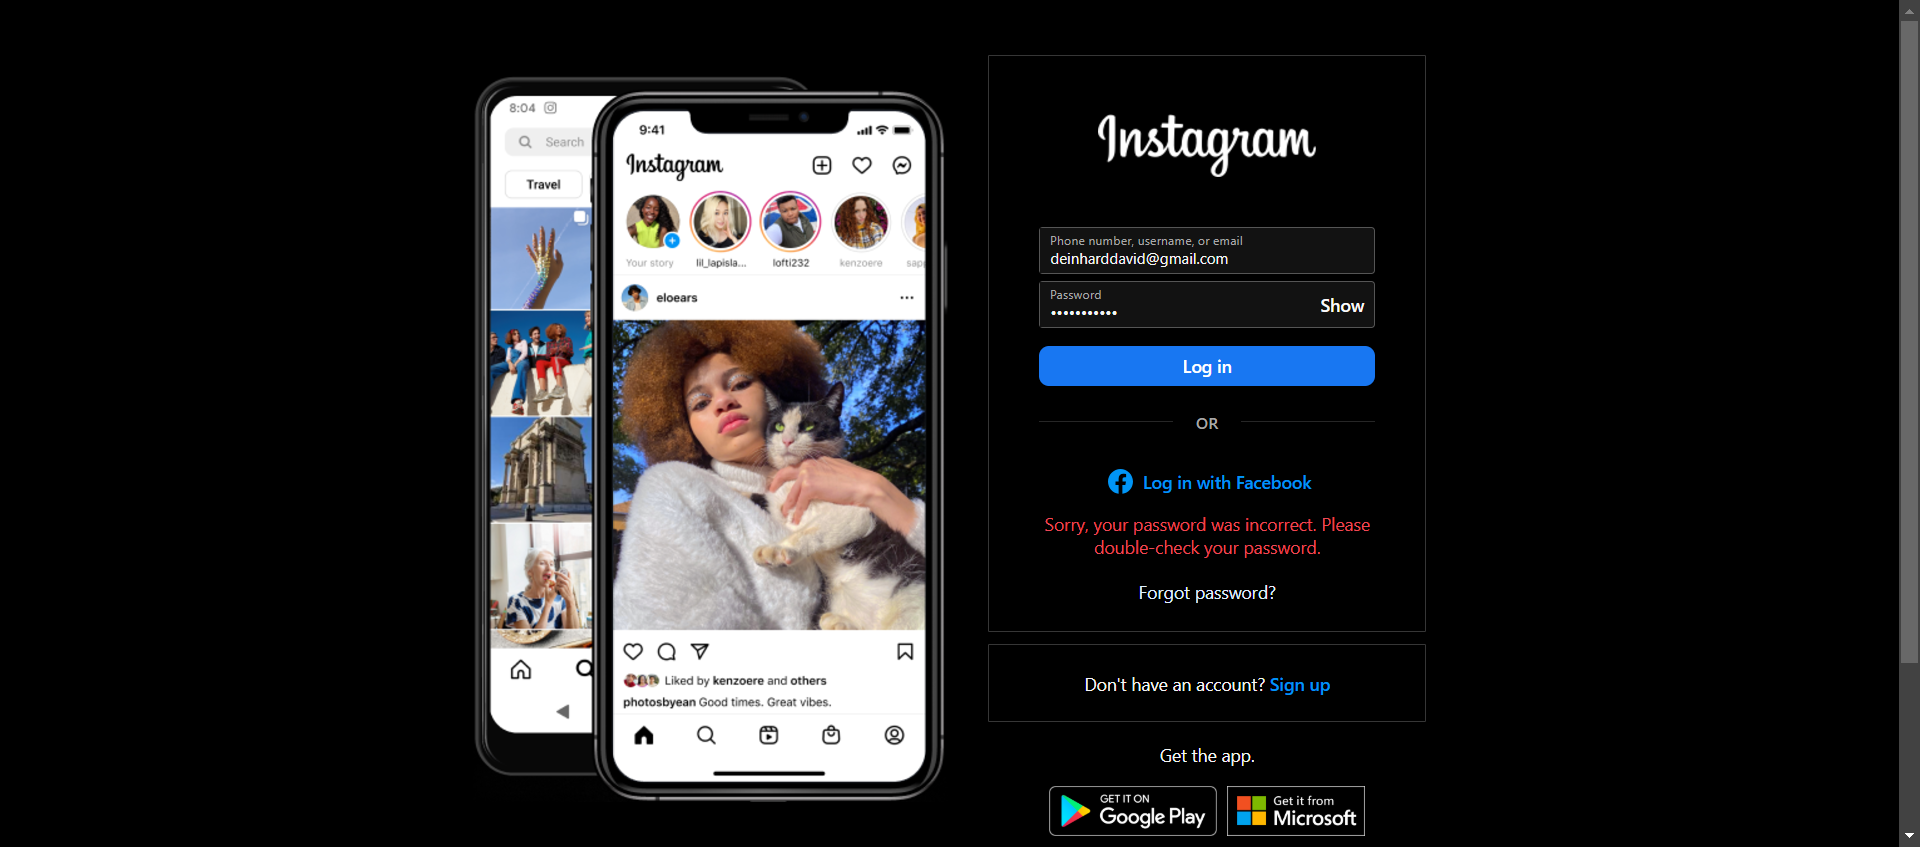 8:04
Search
Travel
9:41
Instagram
Your story
lil_lapisla...
lofti232
kenzoere
sapp
eloears
Liked by kenzoere and others
photosbyean Good times. Great vibes.
Instagram
Phone number, username, or email
deinharddavid@gmail.com
Password
•••••••••••
Show
Log in
OR
Log in with Facebook
Sorry, your password was incorrect. Please
double-check your password.
Forgot password?
Don't have an account? Sign up
Get the app.
GET IT ON
Google Play
Get it from
Microsoft